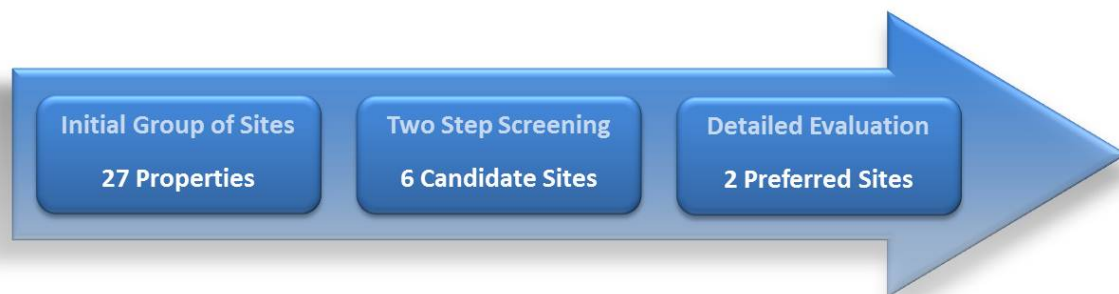 Initial Group of Sites
27 Properties
Two Step Screening
6 Candidate Sites
Detailed Evaluation
2 Preferred Sites